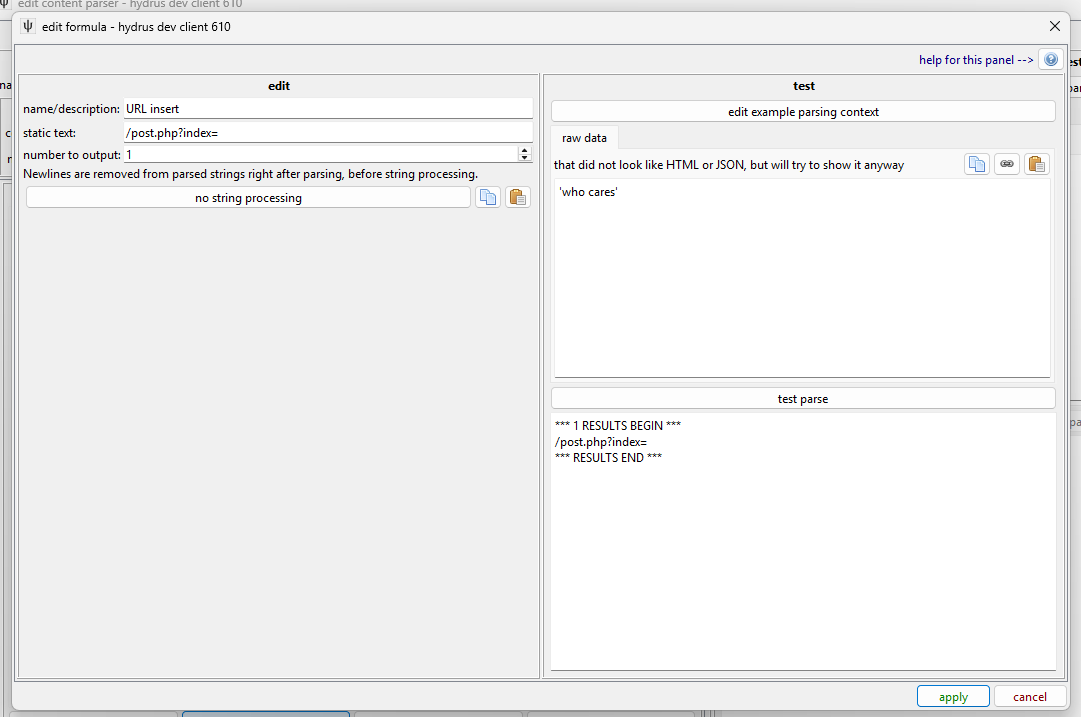 edit content parser - hydrus dev client 610
edit formula - hydrus dev client 610
help for this panel -->
edit
name/description: URL insert
static text: /post.php?index=
number to output: 1
Newlines are removed from parsed strings right after parsing, before string processing.
no string processing
test
edit example parsing context
raw data
that did not look like HTML or JSON, but will try to show it anyway
'who cares'
test parse
*** 1 RESULTS BEGIN ***
/post.php?index=
*** RESULTS END ***
apply
cancel